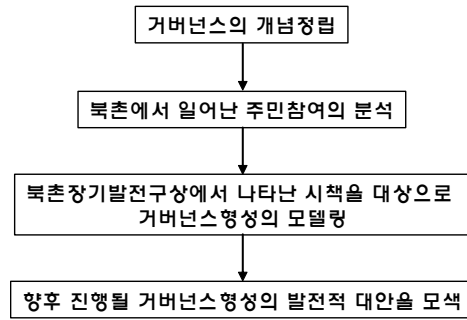 거버넌스의 개념정립
북촌에서 일어난 주민참여의 분석
북촌장기발전구상에서 나타난 시책을 대상으로
거버넌스형성의 모델링
향후 진행될 거버넌스형성의 발전적 대안을 모색